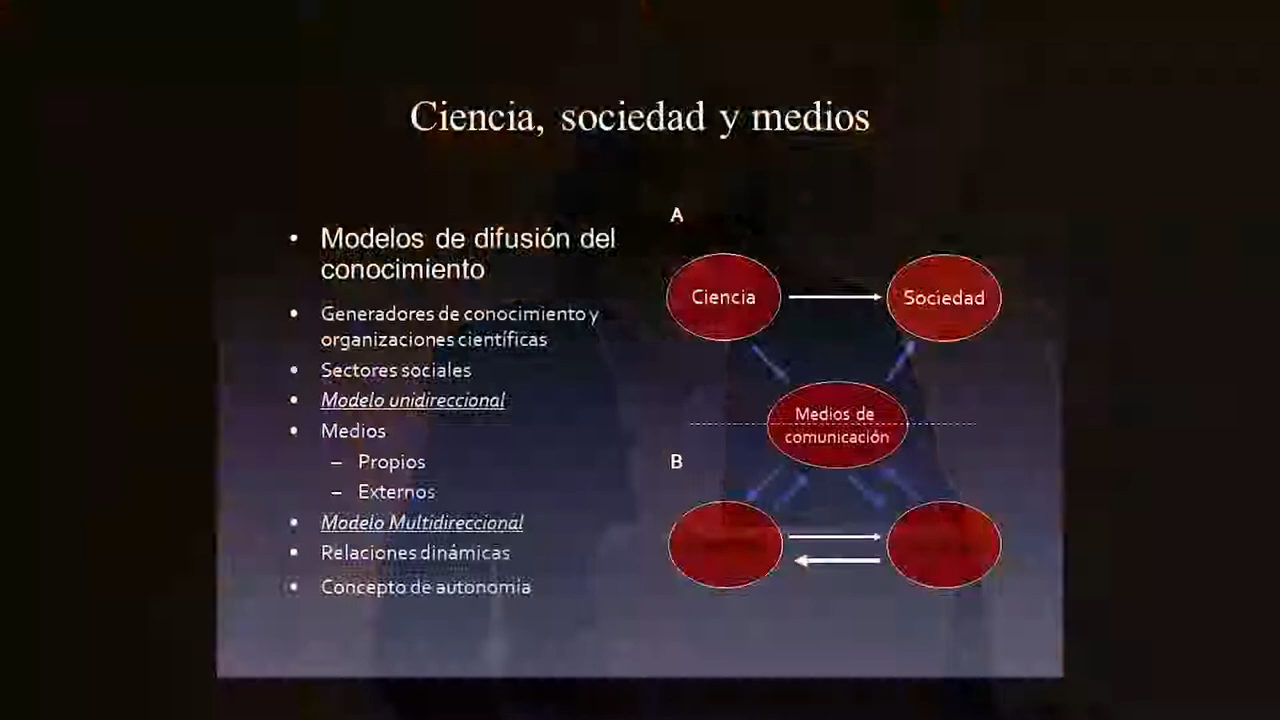 Ciencia, sociedad y medios
• Modelos de difusión del
conocimiento
• Generadores de conocimiento y
organizaciones científicas
• Sectores sociales
• Modelo unidireccional
• Medios
– Propios
– Externos
• Modelo Multidireccional
• Relaciones dinámicas
• Concepto de autonomía
A
Ciencia
Sociedad
Medios de
comunicación
B